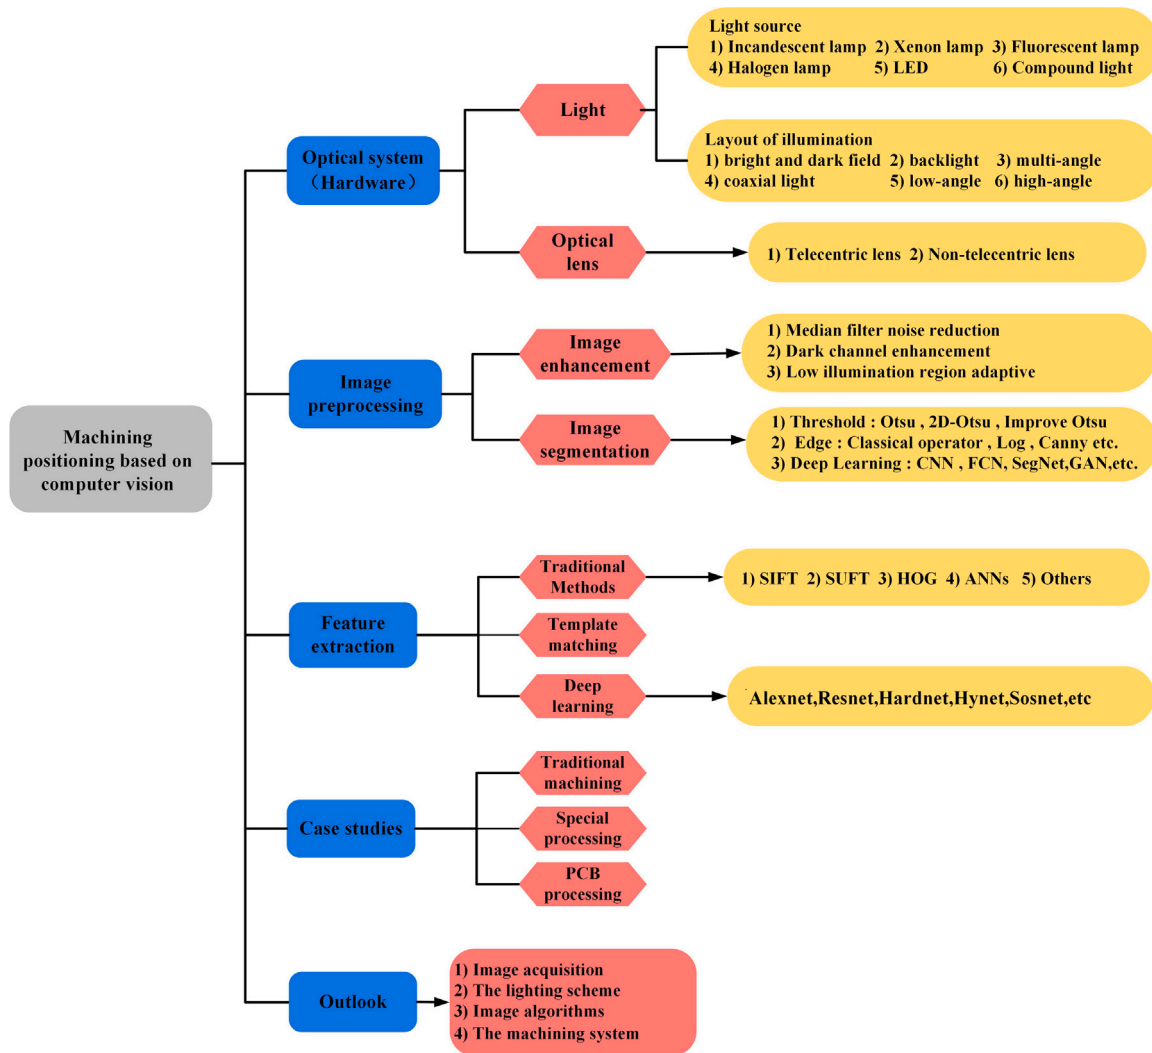 Machining
positioning based on
computer vision
Optical system
（Hardware）
Light
Light source
1) Incandescent lamp 2) Xenon lamp 3) Fluorescent lamp
4) Halogen lamp 5) LED 6) Compound light
Layout of illumination
1) bright and dark field 2) backlight 3) multi-angle
4) coaxial light 5) low-angle 6) high-angle
Optical
lens
1) Telecentric lens 2) Non-telecentric lens
Image
preprocessing
Image
enhancement
1) Median filter noise reduction
2) Dark channel enhancement
3) Low illumination region adaptive
Image
segmentation
1) Threshold : Otsu , 2D-Otsu , Improve Otsu
2) Edge : Classical operator , Log , Canny etc.
3) Deep Learning : CNN , FCN, SegNet,GAN,etc.
Feature
extraction
Traditional
Methods
1) SIFT 2) SUFT 3) HOG 4) ANNs 5) Others
Template
matching
Deep
learning
Alexnet,Resnet,Hardnet,Hynet,Sosnet,etc
Case studies
Traditional
machining
Special
processing
PCB
processing
Outlook
1) Image acquisition
2) The lighting scheme
3) Image algorithms
4) The machining system